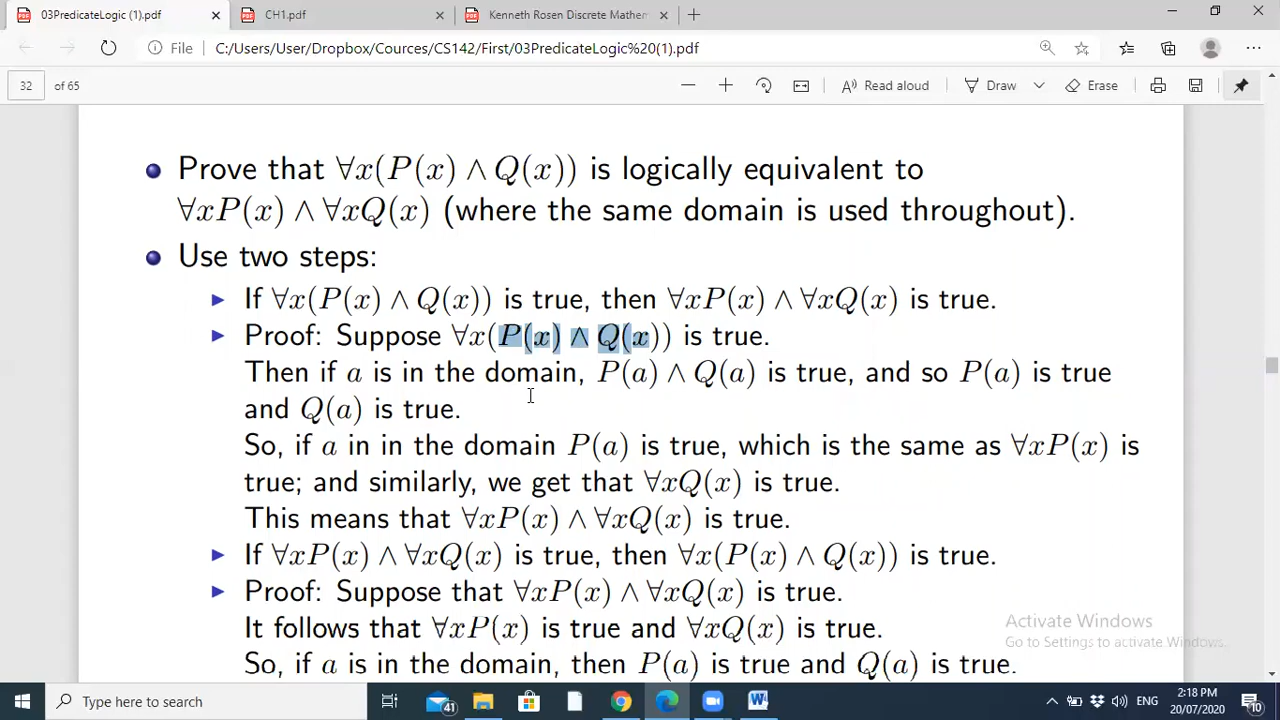 03PredicateLogic (1).pdf
CH1.pdf
Kenneth Rosen Discrete Mathem
File
C:/Users/User/Dropbox/Cources/CS142/First/03PredicateLogic%20(1).pdf
32 of 65
Read aloud
Draw
Erase
Prove that ∀x(P(x) ∧ Q(x)) is logically equivalent to
∀xP(x) ∧ ∀xQ(x) (where the same domain is used throughout).
Use two steps:
If ∀x(P(x) ∧ Q(x)) is true, then ∀xP(x) ∧ ∀xQ(x) is true.
Proof: Suppose ∀x(P(x) ∧ Q(x)) is true.
Then if a is in the domain, P(a) ∧ Q(a) is true, and so P(a) is true
and Q(a) is true.
So, if a in in the domain P(a) is true, which is the same as ∀xP(x) is
true; and similarly, we get that ∀xQ(x) is true.
This means that ∀xP(x) ∧ ∀xQ(x) is true.
If ∀xP(x) ∧ ∀xQ(x) is true, then ∀x(P(x) ∧ Q(x)) is true.
Proof: Suppose that ∀xP(x) ∧ ∀xQ(x) is true.
It follows that ∀xP(x) is true and ∀xQ(x) is true.
So, if a is in the domain, then P(a) is true and Q(a) is true.
Activate Windows
Go to Settings to activate Windows.
Type here to search
41
ENG
2:18 PM
20/07/2020
10